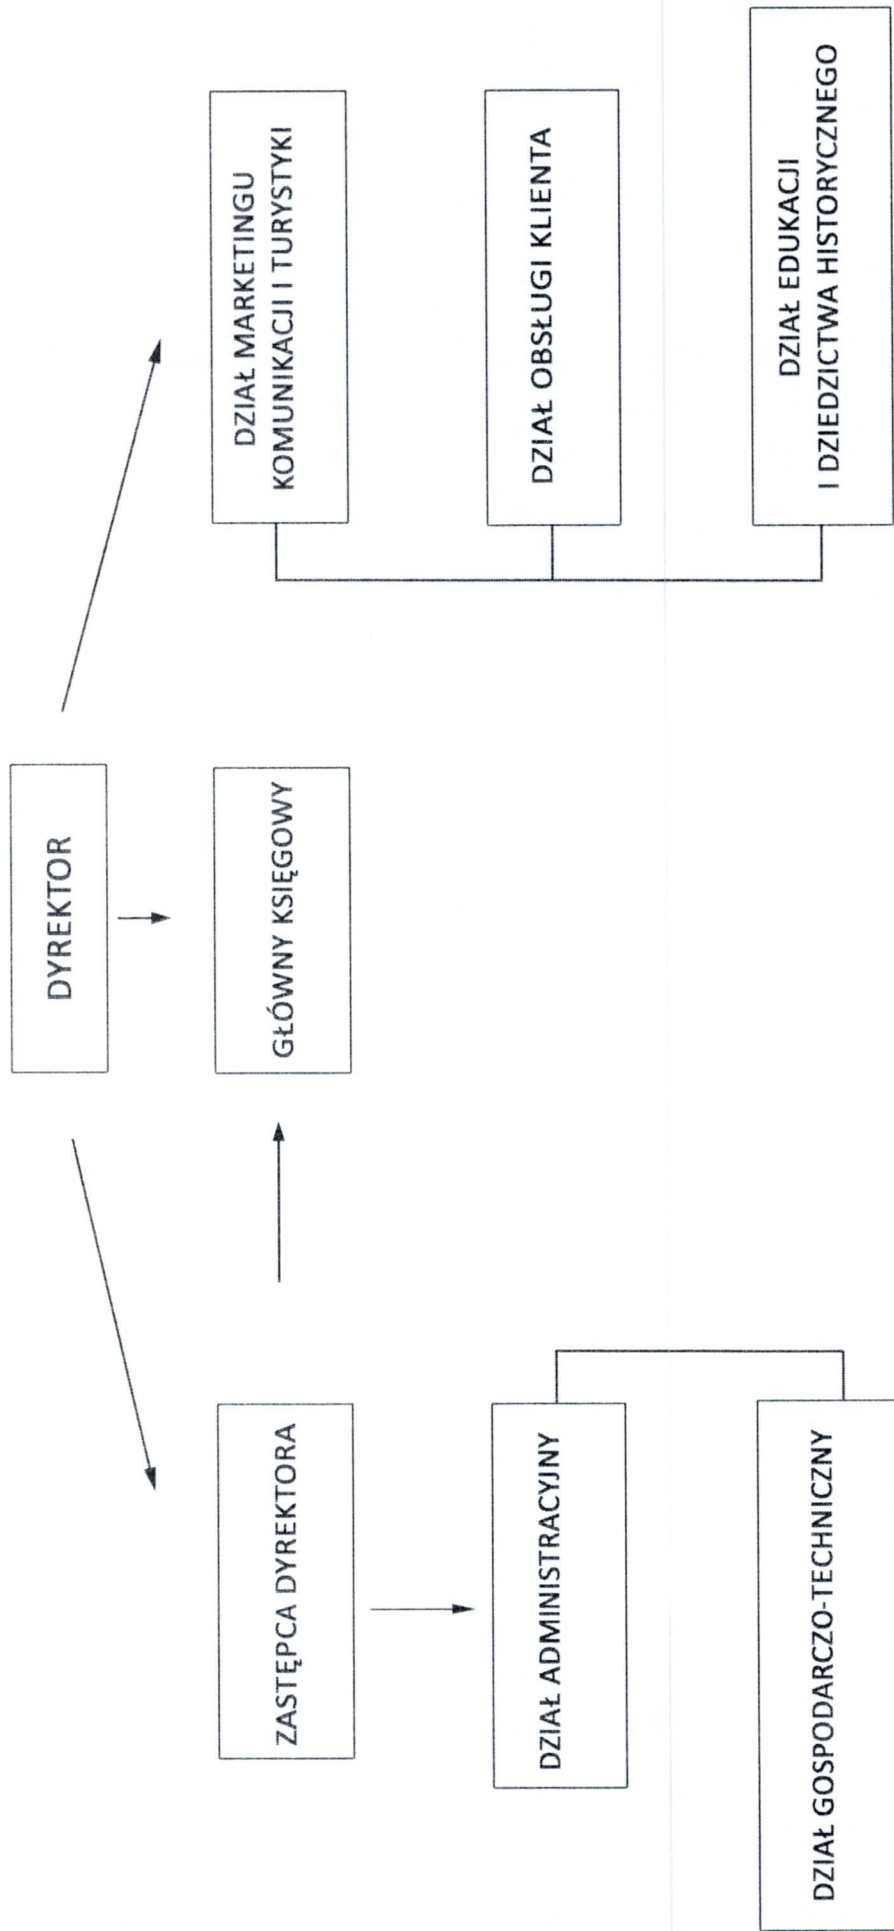 DYREKTOR
ZASTĘPCA DYREKTORA
GŁÓWNY KSIĘGOWY
DZIAŁ MARKETINGU
KOMUNIKACJI I TURYSTYKI
DZIAŁ ADMINISTRACYJNY
DZIAŁ OBSŁUGI KLIENTA
DZIAŁ GOSPODARCZO-TECHNICZNY
DZIAŁ EDUKACJI
I DZIEDZICTWA HISTORYCZNEGO